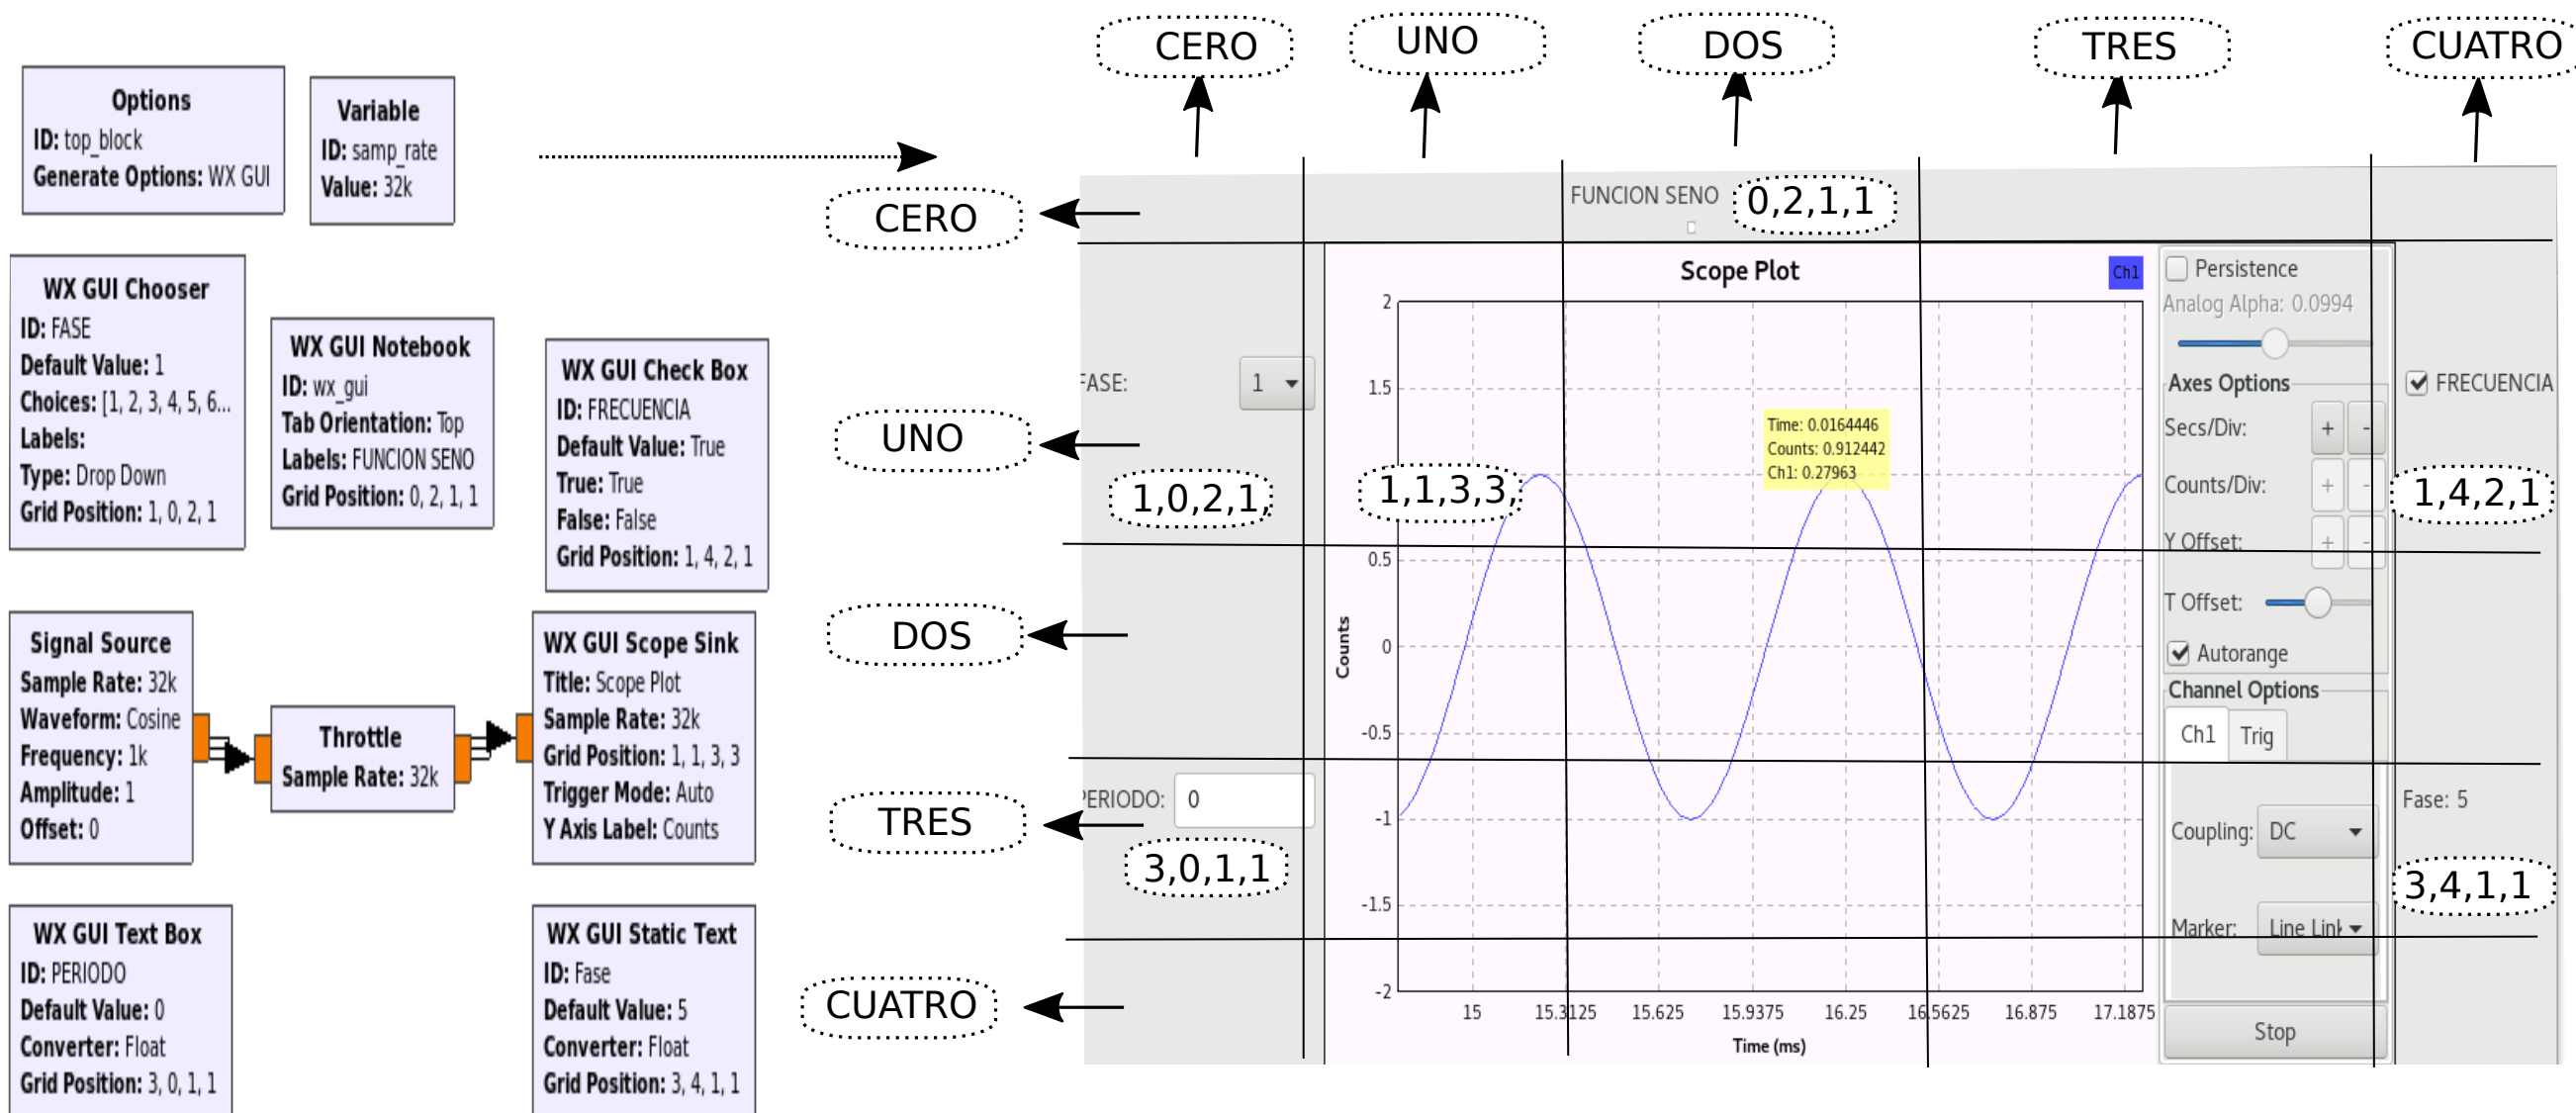 Options
ID: top_block
Generate Options: WX GUI
Variable
ID: samp_rate
Value: 32k
WX GUI Chooser
ID: FASE
Default Value: 1
Choices: [1, 2, 3, 4, 5, 6...
Labels:
Type: Drop Down
Grid Position: 1, 0, 2, 1
WX GUI Notebook
ID: wx_gui
Tab Orientation: Top
Labels: FUNCION SENO
Grid Position: 0, 2, 1, 1
WX GUI Check Box
ID: FRECUENCIA
Default Value: True
True: True
False: False
Grid Position: 1, 4, 2, 1
Signal Source
Sample Rate: 32k
Waveform: Cosine
Frequency: 1k
Amplitude: 1
Offset: 0
Throttle
Sample Rate: 32k
WX GUI Scope Sink
Title: Scope Plot
Sample Rate: 32k
Grid Position: 1, 1, 3, 3
Trigger Mode: Auto
Y Axis Label: Counts
WX GUI Text Box
ID: PERIODO
Default Value: 0
Converter: Float
Grid Position: 3, 0, 1, 1
WX GUI Static Text
ID: Fase
Default Value: 5
Converter: Float
Grid Position: 3, 4, 1, 1
CERO
UNO
DOS
TRES
CUATRO
CERO
UNO
DOS
TRES
CUATRO
FUNCION SENO
0,2,1,1
FASE:
1
1,0,2,1,
PERIODO:
0
3,0,1,1
Scope Plot
Ch1
2
1.5
1,1,3,3,
0.5
0
-0.5
-1
-1.5
-2
Counts
Time: 0.0164446
Counts: 0.912442
Ch1: 0.27963
15
15.3125
15.625
15.9375
16.25
16.5625
16.875
17.1875
Time (ms)
Persistence
Analog Alpha: 0.0994
Axes Options
Secs/Div:
+
-
Counts/Div:
+
-
Y Offset:
+
-
T Offset:
Autorange
Channel Options
Ch1
Trig
Coupling:
DC
Marker:
Line Link
Stop
FRECUENCIA
1,4,2,1
Fase: 5
3,4,1,1